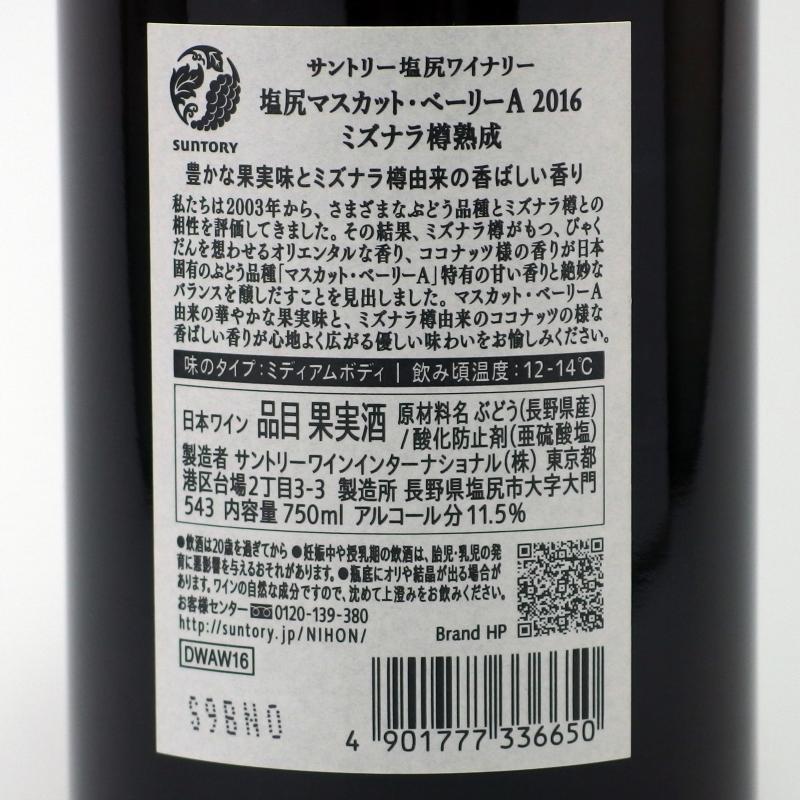 SUNTORY
サントリー塩尻ワイナリー
塩尻マスカット・ベーリーA 2016
ミズナラ樽熟成
豊かな果実味とミズナラ樽由来の香ばしい香り
私たちは2003年から、さまざまなぶどう品種とミズナラ樽との
相性を評価してきました。その結果、ミズナラ樽がもつ、びゃく
だんを想わせるオリエンタルな香り、ココナッツ様の香りが日本
固有のぶどう品種「マスカット・ベーリーA」特有の甘い香りと絶妙な
バランスを醸しだすことを見出しました。マスカット・ベーリーA
由来の華やかな果実味と、ミズナラ樽由来のココナッツの様な
香ばしい香りが心地よく広がる優しい味わいをお愉しみください。
味のタイプ：ミディアムボディ | 飲み頃温度：12-14℃
日本ワイン 品目 果実酒 原材料名 ぶどう(長野県産)
/酸化防止剤(亜硫酸塩)
製造者 サントリーワインインターナショナル(株) 東京都
港区台場2丁目3-3 製造所 長野県塩尻市大字大門
543 内容量 750ml アルコール分 11.5%
●飲酒は20歳を過ぎてから ●妊娠中や授乳期の飲酒は、胎児・乳児の発
育に悪影響を与えるおそれがあります。●瓶底にオリや結晶が出る場合が
あります。ワインの自然な成分ですので、沈めて上澄みをお飲みください。
お客様センター 0120-139-380
http://suntory.jp/NIHON/
Brand HP
DWAW16
S9BNO
4 901777 336650